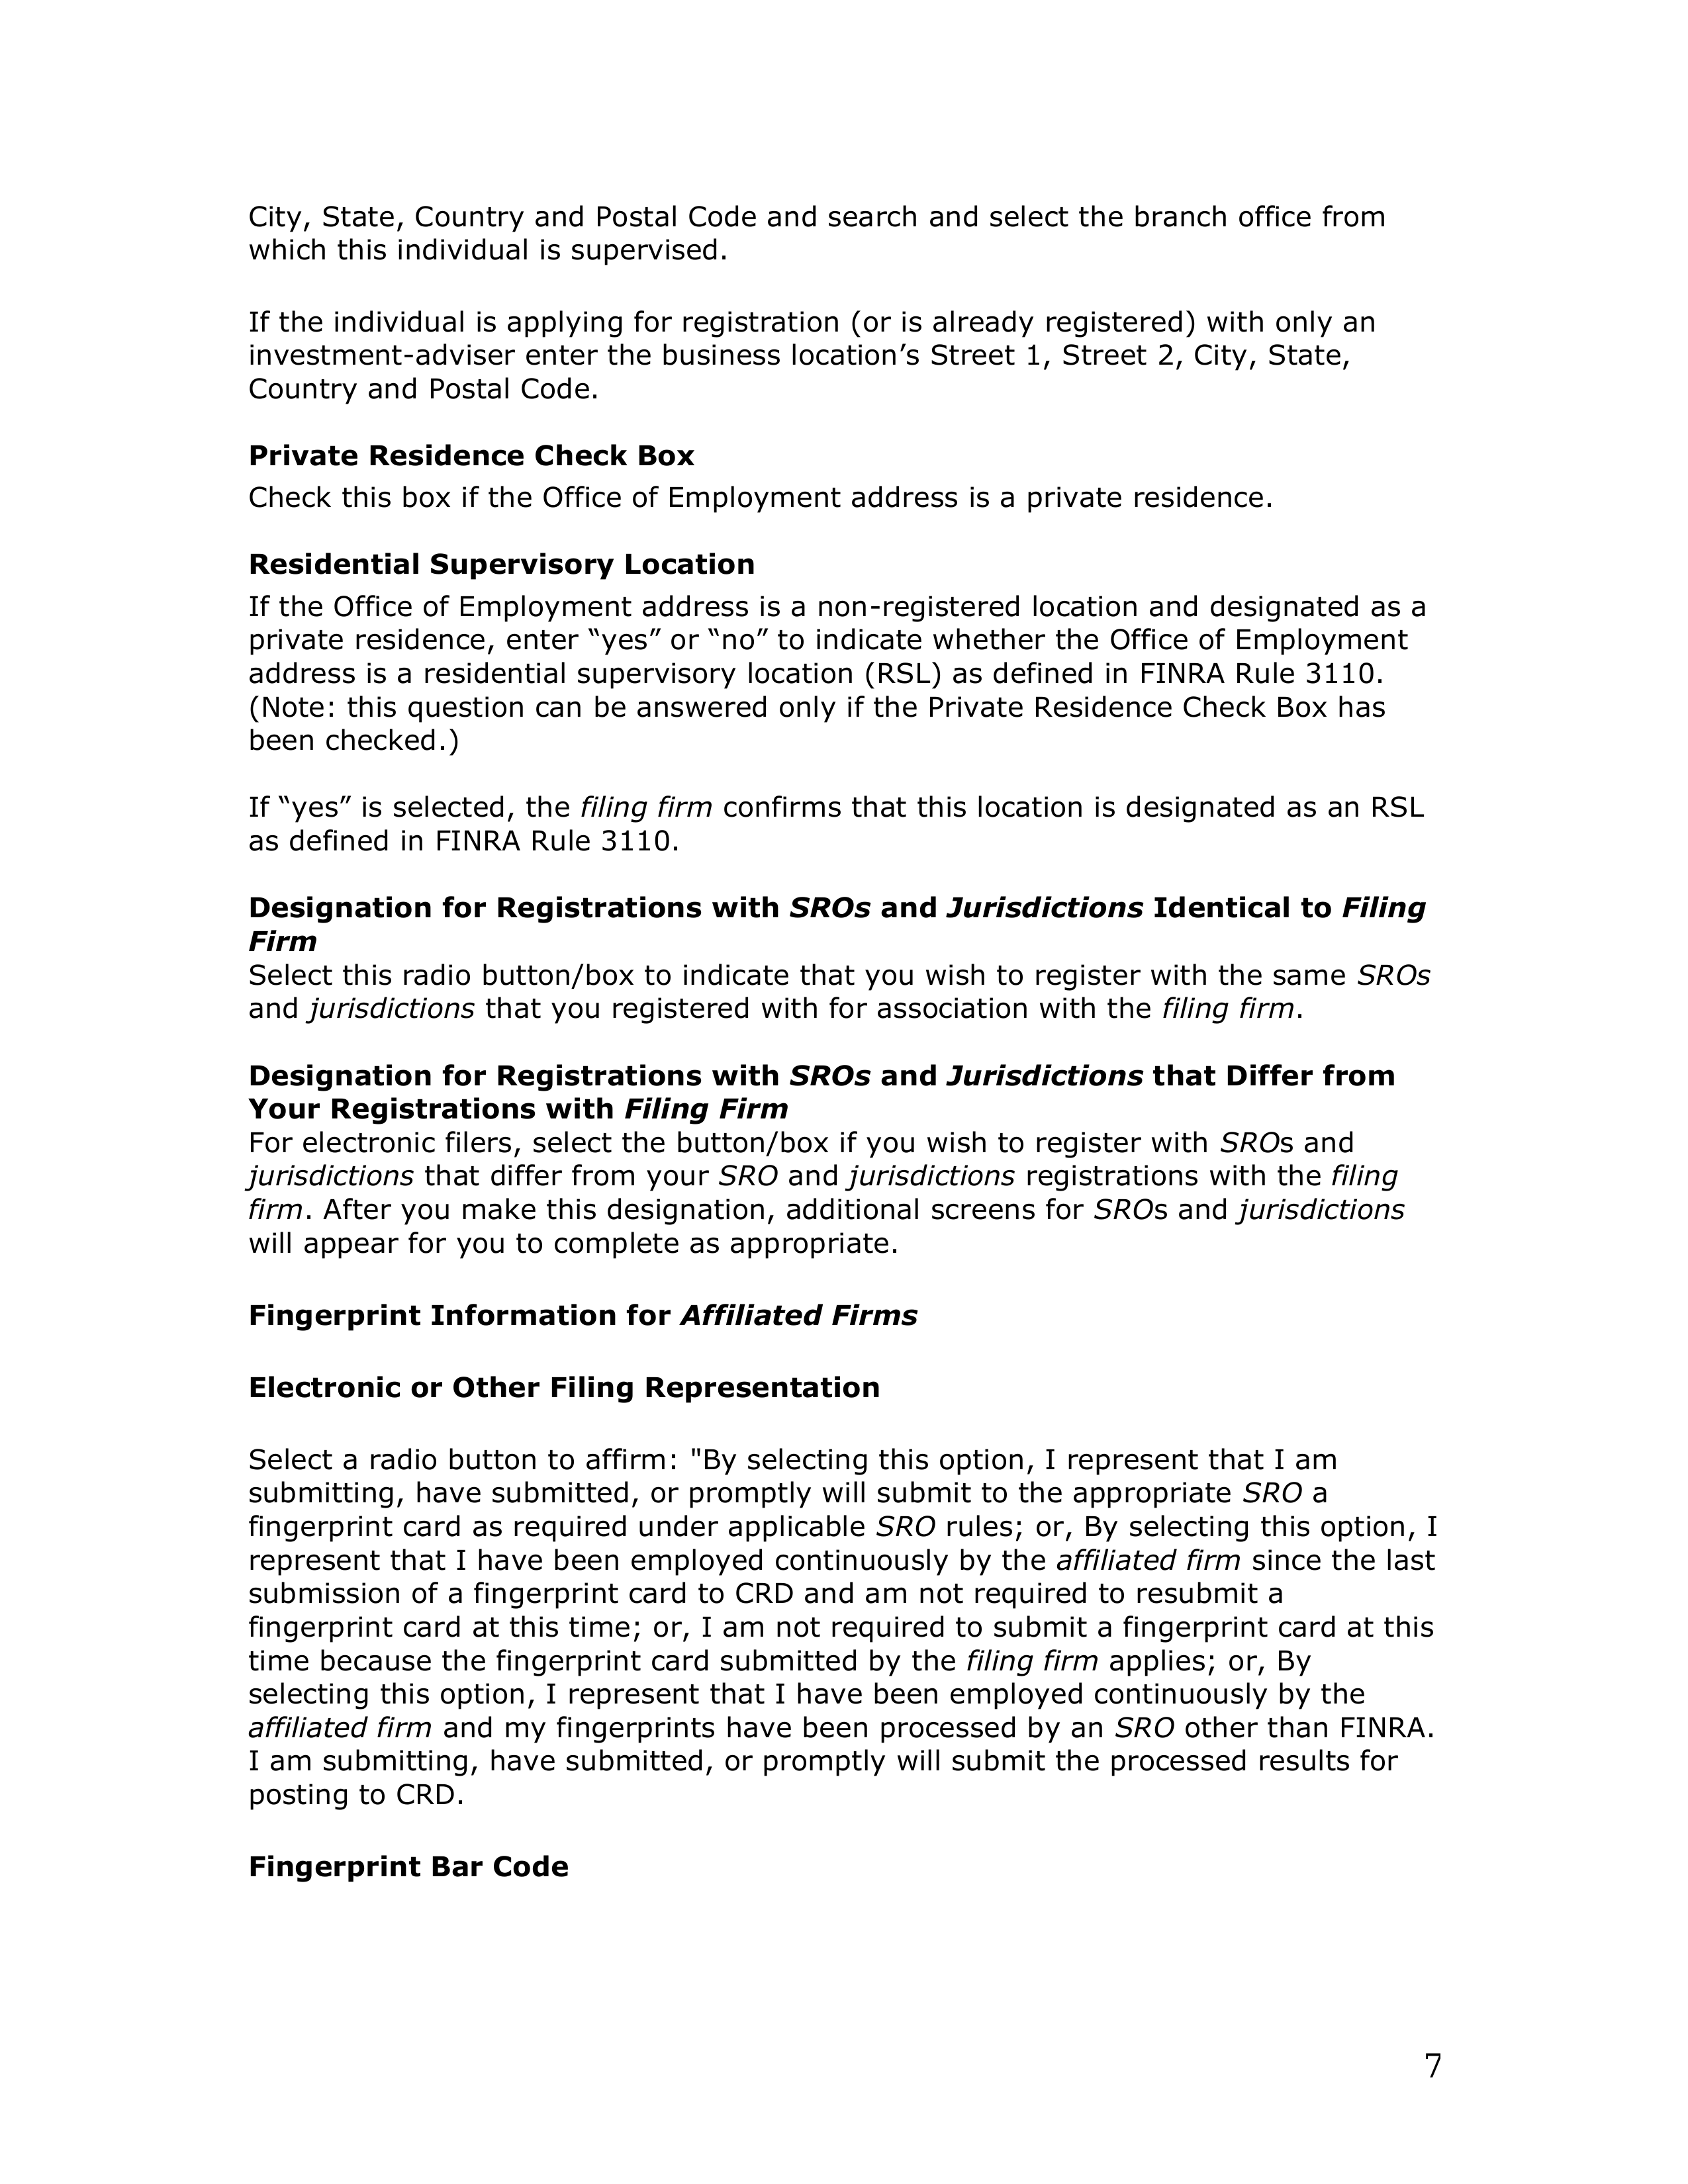 City, State, Country and Postal Code and search and select the branch office from
which this individual is supervised.
If the individual is applying for registration (or is already registered) with only an
investment-adviser enter the business location’s Street 1, Street 2, City, State,
Country and Postal Code.
Private Residence Check Box
Check this box if the Office of Employment address is a private residence.
Residential Supervisory Location
If the Office of Employment address is a non-registered location and designated as a
private residence, enter “yes” or “no” to indicate whether the Office of Employment
address is a residential supervisory location (RSL) as defined in FINRA Rule 3110.
(Note: this question can be answered only if the Private Residence Check Box has
been checked.)
If “yes” is selected, the filing firm confirms that this location is designated as an RSL
as defined in FINRA Rule 3110.
Designation for Registrations with SROs and Jurisdictions Identical to Filing
Firm
Select this radio button/box to indicate that you wish to register with the same SROs
and jurisdictions that you registered with for association with the filing firm.
Designation for Registrations with SROs and Jurisdictions that Differ from
Your Registrations with Filing Firm
For electronic filers, select the button/box if you wish to register with SROs and
jurisdictions that differ from your SRO and jurisdictions registrations with the filing
firm. After you make this designation, additional screens for SROs and jurisdictions
will appear for you to complete as appropriate.
Fingerprint Information for Affiliated Firms
Electronic or Other Filing Representation
Select a radio button to affirm: "By selecting this option, I represent that I am
submitting, have submitted, or promptly will submit to the appropriate SRO a
fingerprint card as required under applicable SRO rules; or, By selecting this option, I
represent that I have been employed continuously by the affiliated firm since the last
submission of a fingerprint card to CRD and am not required to resubmit a
fingerprint card at this time; or, I am not required to submit a fingerprint card at this
time because the fingerprint card submitted by the filing firm applies; or, By
selecting this option, I represent that I have been employed continuously by the
affiliated firm and my fingerprints have been processed by an SRO other than FINRA.
I am submitting, have submitted, or promptly will submit the processed results for
posting to CRD.
Fingerprint Bar Code
7